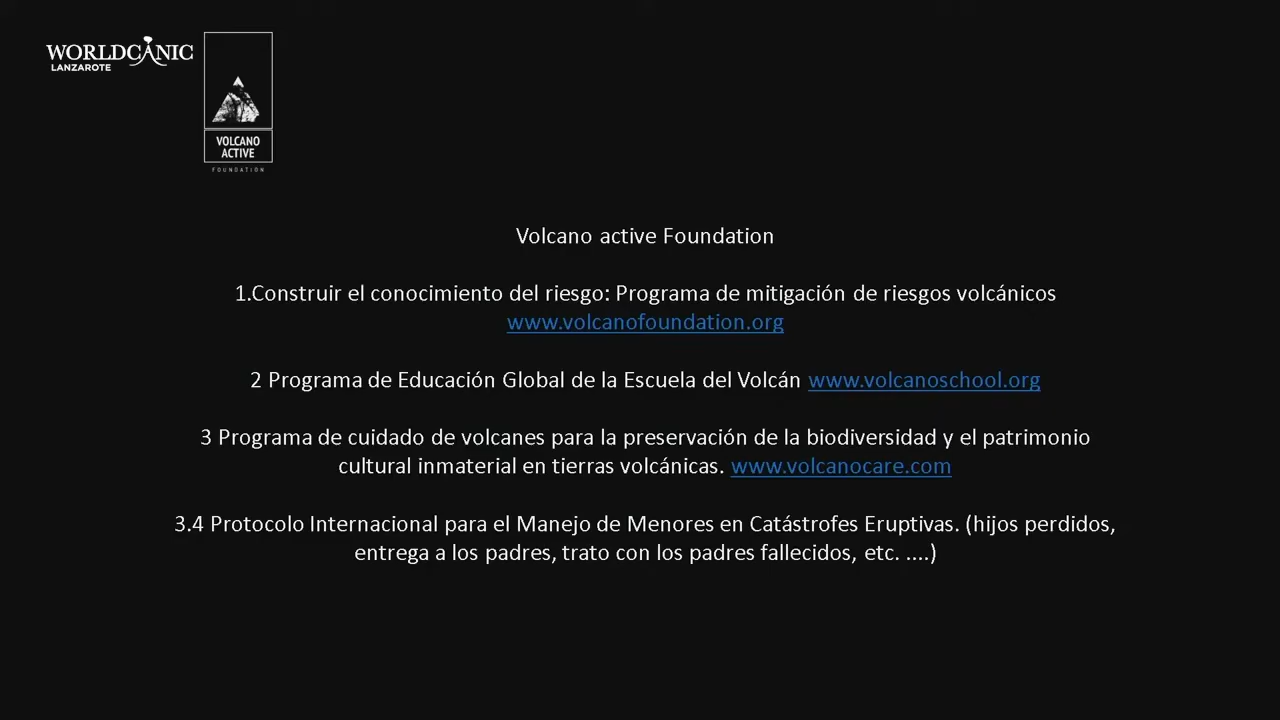 WORLDCANIC
LANZAROTE
VOLCANO
ACTIVE
FOUNDATION
Volcano active Foundation
1.Construir el conocimiento del riesgo: Programa de mitigación de riesgos volcánicos
www.volcanofoundation.org
2 Programa de Educación Global de la Escuela del Volcán www.volcanoschool.org
3 Programa de cuidado de volcanes para la preservación de la biodiversidad y el patrimonio
cultural inmaterial en tierras volcánicas. www.volcanocare.com
3.4 Protocolo Internacional para el Manejo de Menores en Catástrofes Eruptivas. (hijos perdidos,
entrega a los padres, trato con los padres fallecidos, etc. ....)